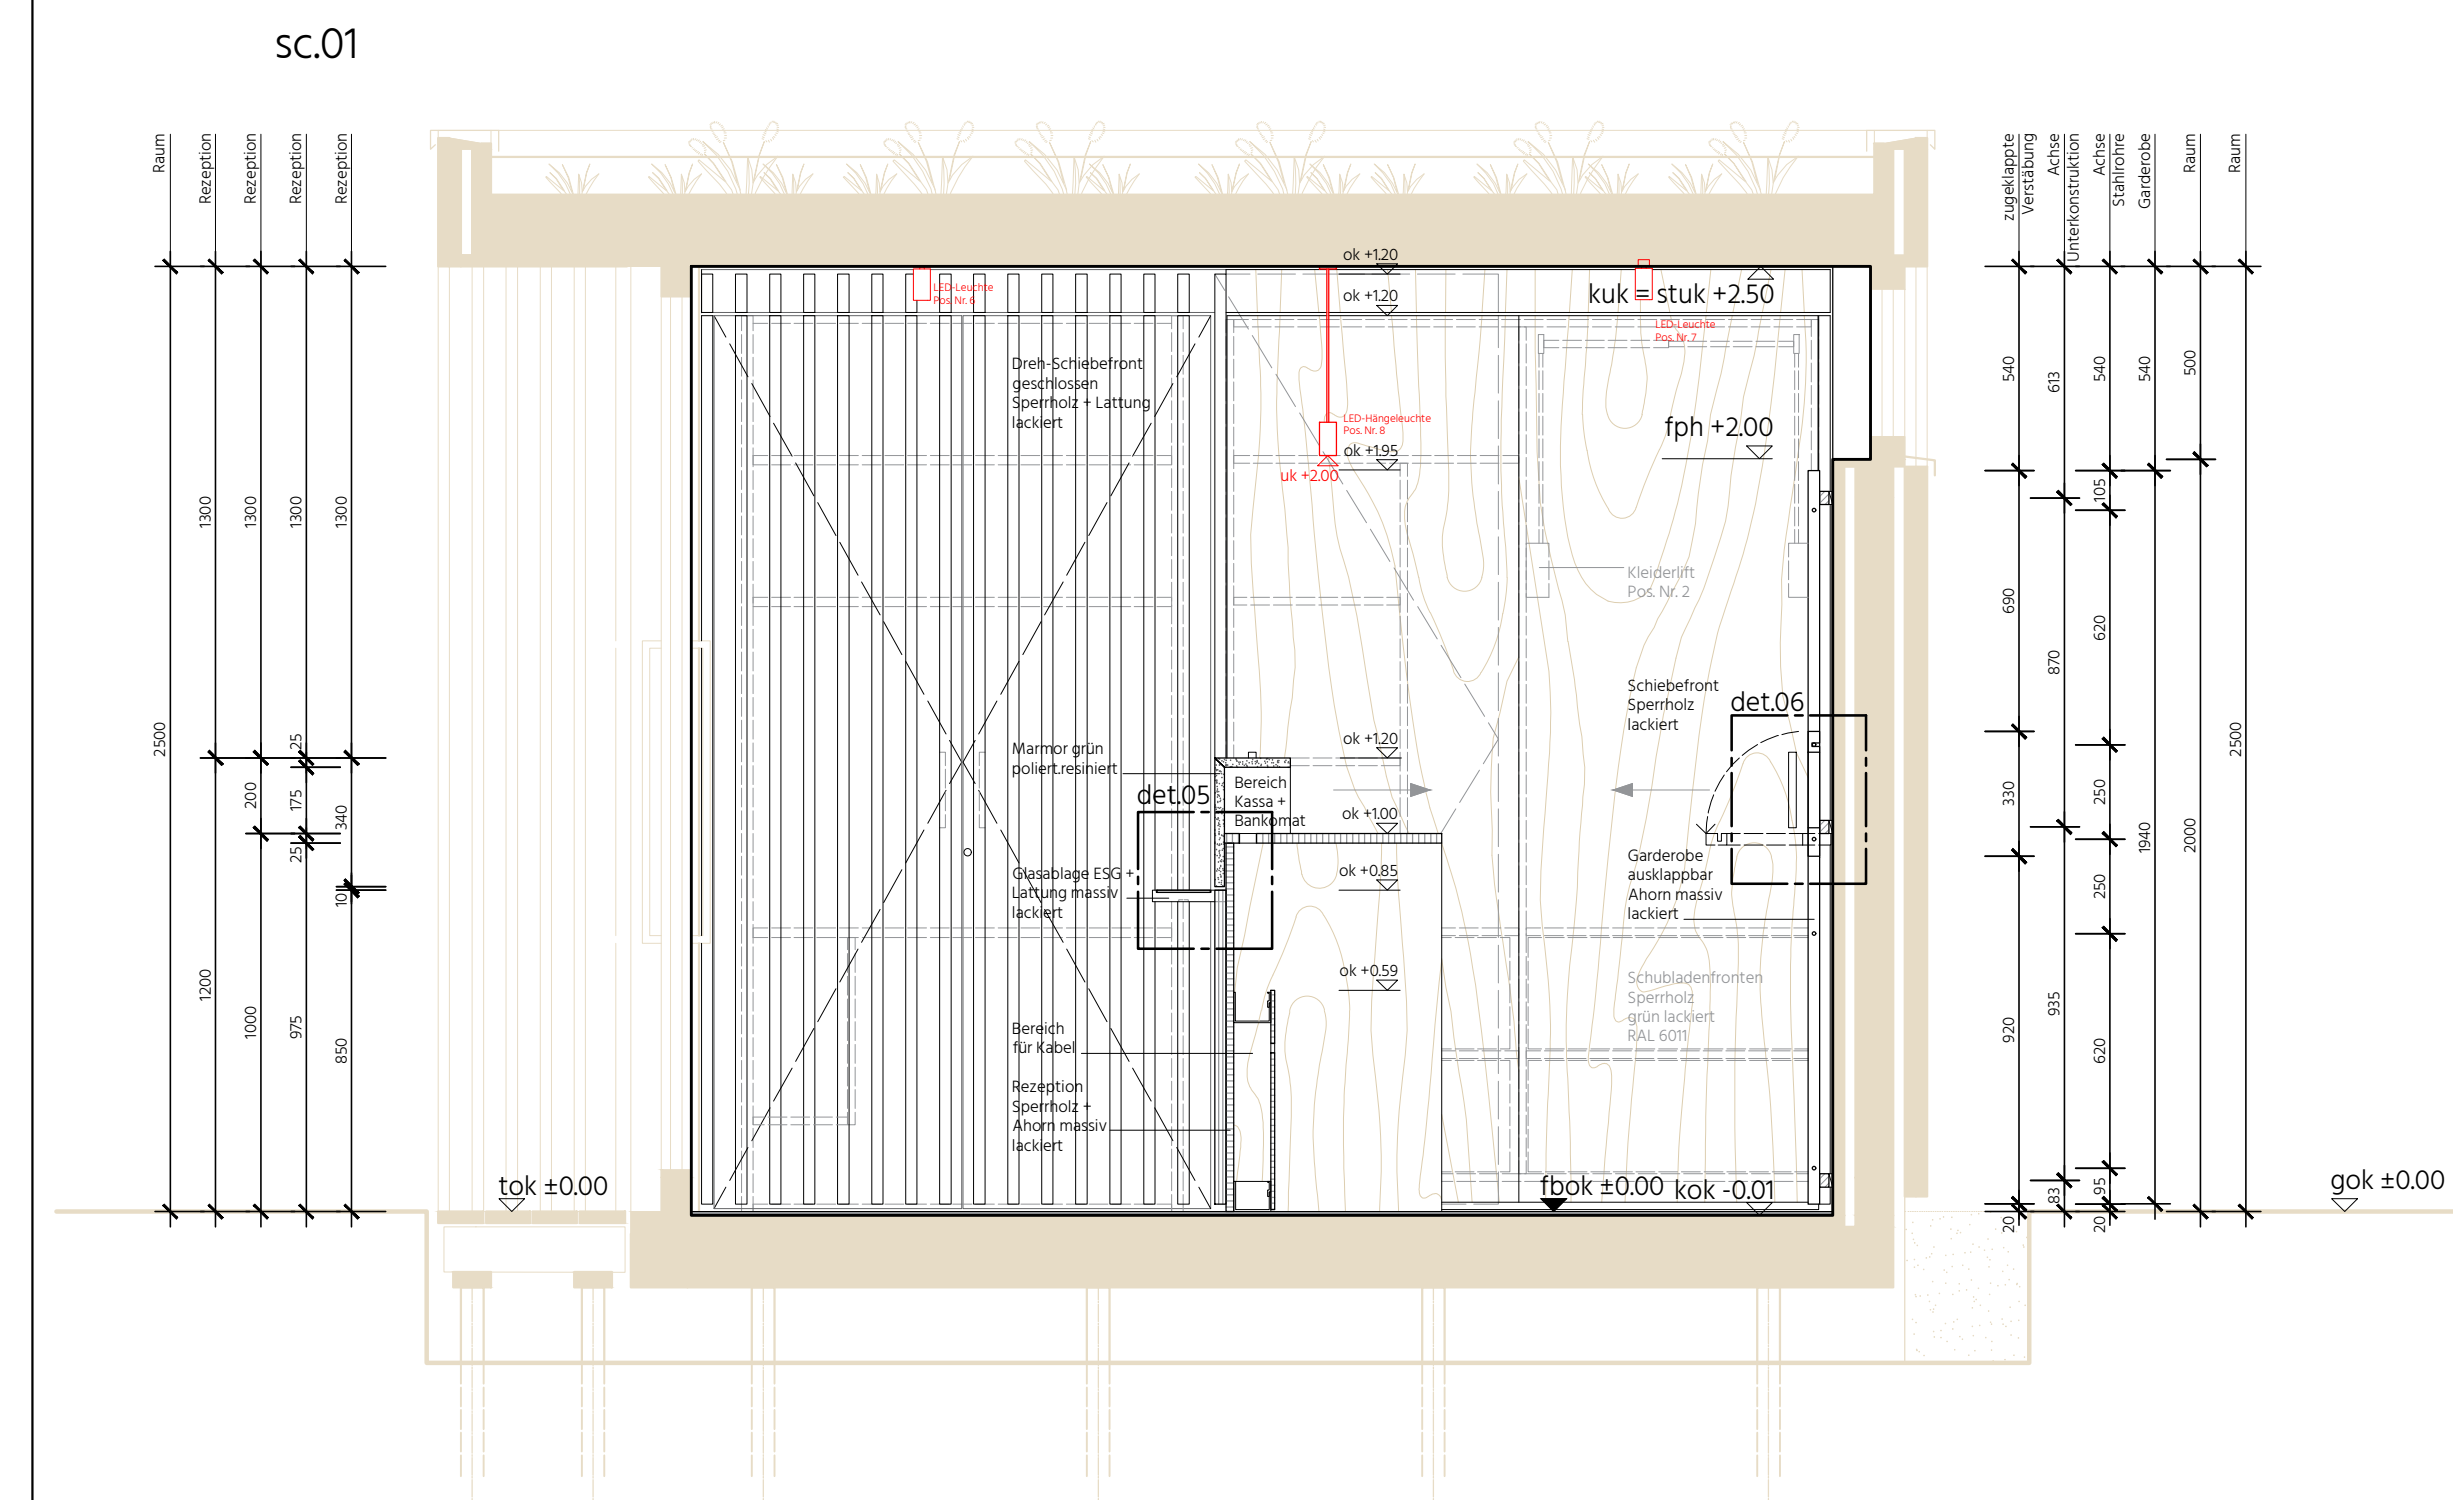 sc.01
Raum
Rezeption
Rezeption
Rezeption
Rezeption
2500
1300
1200
1300
200
1000
1300
25
175
25
975
1300
340
10
850
zugeklappte
Verstäbung
Achse
Unterkonstruktion
Achse
Stahlrohre
Garderobe
Raum
Raum
540
690
330
920
20
613
870
935
83
540
105
620
250
250
620
95
20
540
1940
500
2000
2500
ok +1.20
LED-Leuchte
Pos. Nr. 6
ok +1.20
kuk = stuk +2.50
LED-Leuchte
Pos. Nr. 7
Dreh-Schiebefront
geschlossen
Sperrholz + Lattung
lackiert
LED-Hängeleuchte
Pos. Nr. 8
fph +2.00
ok +1.95
uk +2.00
Kleiderlift
Pos. Nr. 2
Schiebefront
Sperrholz
lackiert
det.06
Marmor grün
poliert.resiniert
ok +1.20
det.05
Bereich
Kassa +
Bankomat
ok +1.00
Glasablage ESG +
Lattung massiv
lackiert
ok +0.85
Garderobe
ausklappbar
Ahorn massiv
lackiert
ok +0.59
Schubladenfronten
Sperrholz
grün lackiert
RAL 6011
Bereich
für Kabel
Rezeption
Sperrholz +
Ahorn massiv
lackiert
tok ±0.00
fbok ±0.00
kok -0.01
gok ±0.00